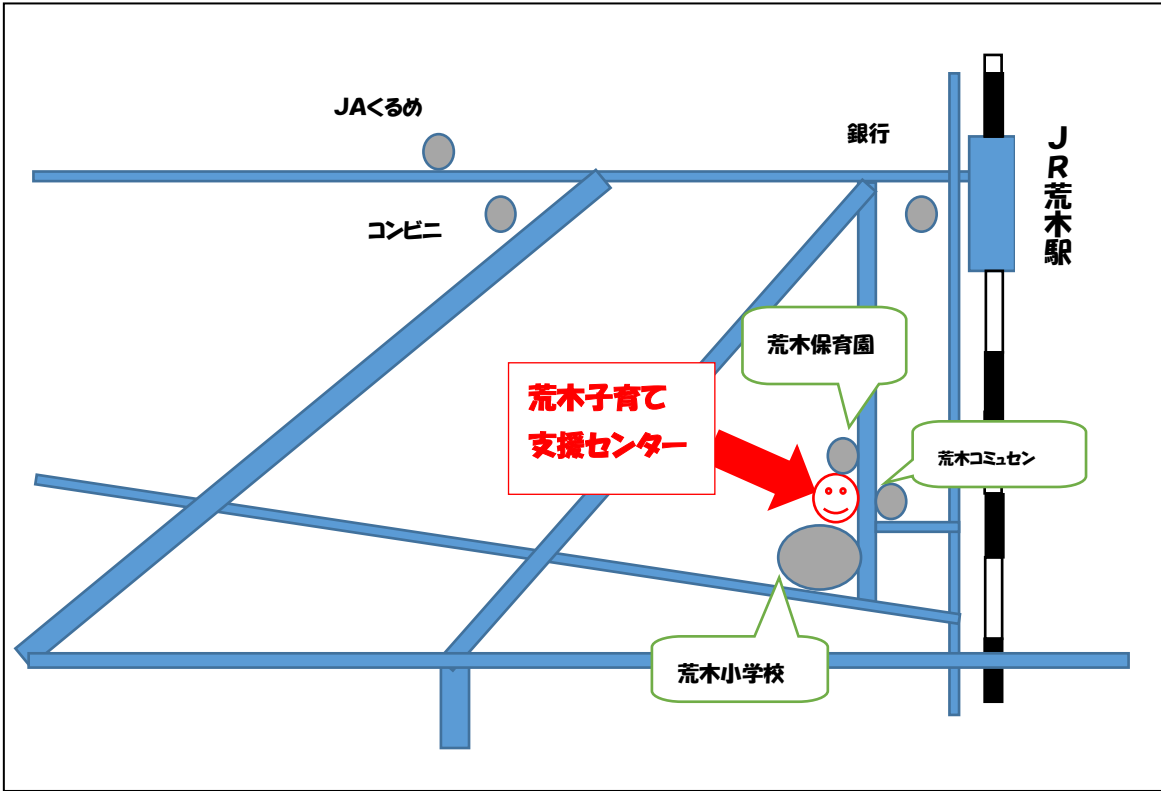 JAくるめ
銀行
JR荒木駅
コンビニ
荒木保育園
荒木子育て
支援センター
荒木コミュセン
荒木小学校